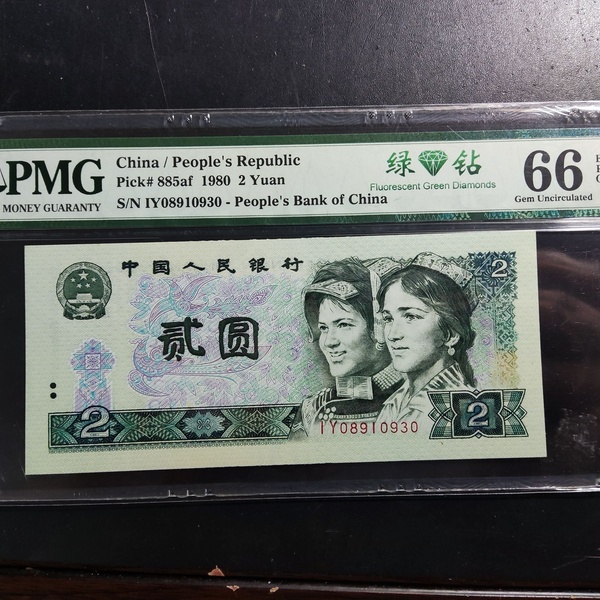 PMG
MONEY GUARANTY
China / People's Republic
Pick# 885af 1980 2 Yuan
S/N IY08910930 - People's Bank of China
绿 钻
Fluorescent Green Diamonds
66
Gem Uncirculated
中国人民银行
2
贰圆
2
IY08910930
2